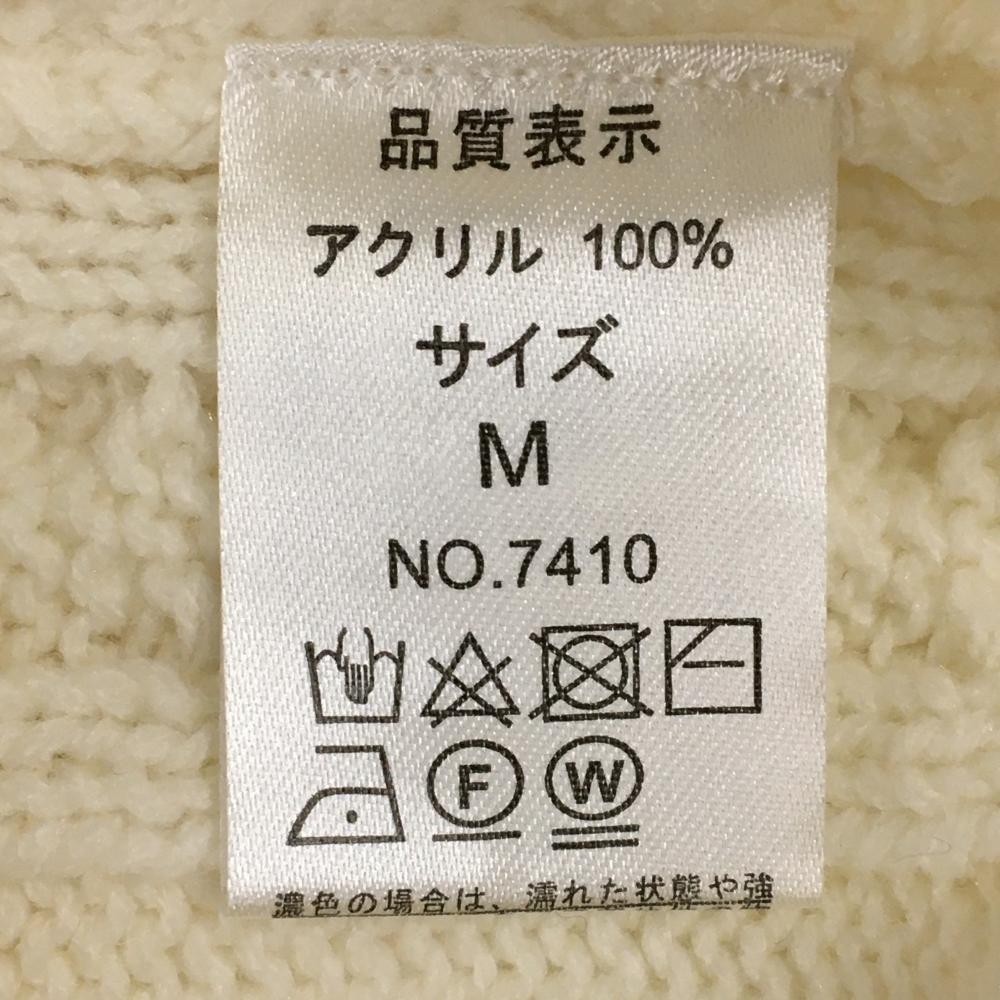 品質表示
アクリル 100%
サイズ
M
NO.7410
F W
濃色の場合は、濡れた状態や強